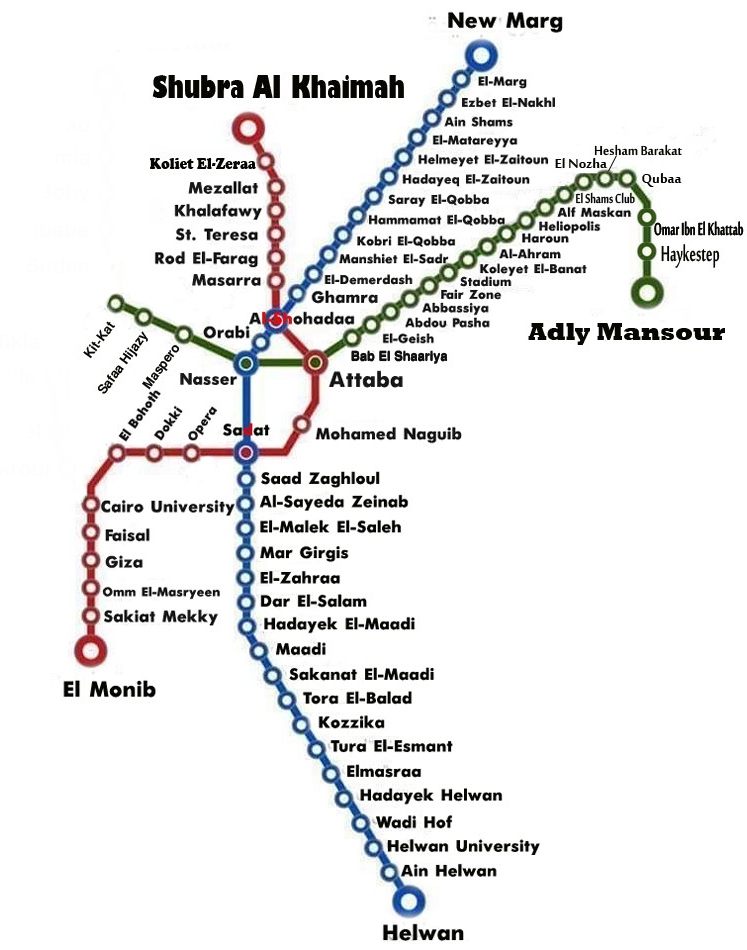 New Marg
El-Marg
Shubra Al Khaimah
Ezbet El-Nakhl
Ain Shams
El-Matareyya
Hesham Barakat
Koliet El-Zeraa
Helmeyet El-Zaitoun
El Nozha
Mezallat
Hadayeq El-Zaitoun
Qubaa
Khalafawy
Saray El-Qobba
El Shams Club
Alf Maskan
St. Teresa
Hammamat El-Qobba
Heliopolis
Omar Ibn El Khattab
Kobri El-Qobba
Haroun
Rod El-Farag
Manshiet El-Sadr
Al-Ahram
Haykestep
Koleyet El-Banat
Masarra
El-Demerdash
Stadium
Ghamra
Fair Zone
Abbassiya
Al-Shohadaa
Abdou Pasha
Adly Mansour
Orabi
El-Geish
Kit-Kat
Safaa Hijazy
Maspero
Bab El Shaariya
Nasser
Attaba
El Bohoth
Dokki
Opera
Sadat
Mohamed Naguib
Saad Zaghloul
Cairo University
Al-Sayeda Zeinab
Faisal
El-Malek El-Saleh
Giza
Mar Girgis
Omm El-Masryeen
El-Zahraa
Sakiat Mekky
Dar El-Salam
Hadayek El-Maadi
Maadi
El Monib
Sakanat El-Maadi
Tora El-Balad
Kozzika
Tura El-Esmant
Elmasraa
Hadayek Helwan
Wadi Hof
Helwan University
Ain Helwan
Helwan